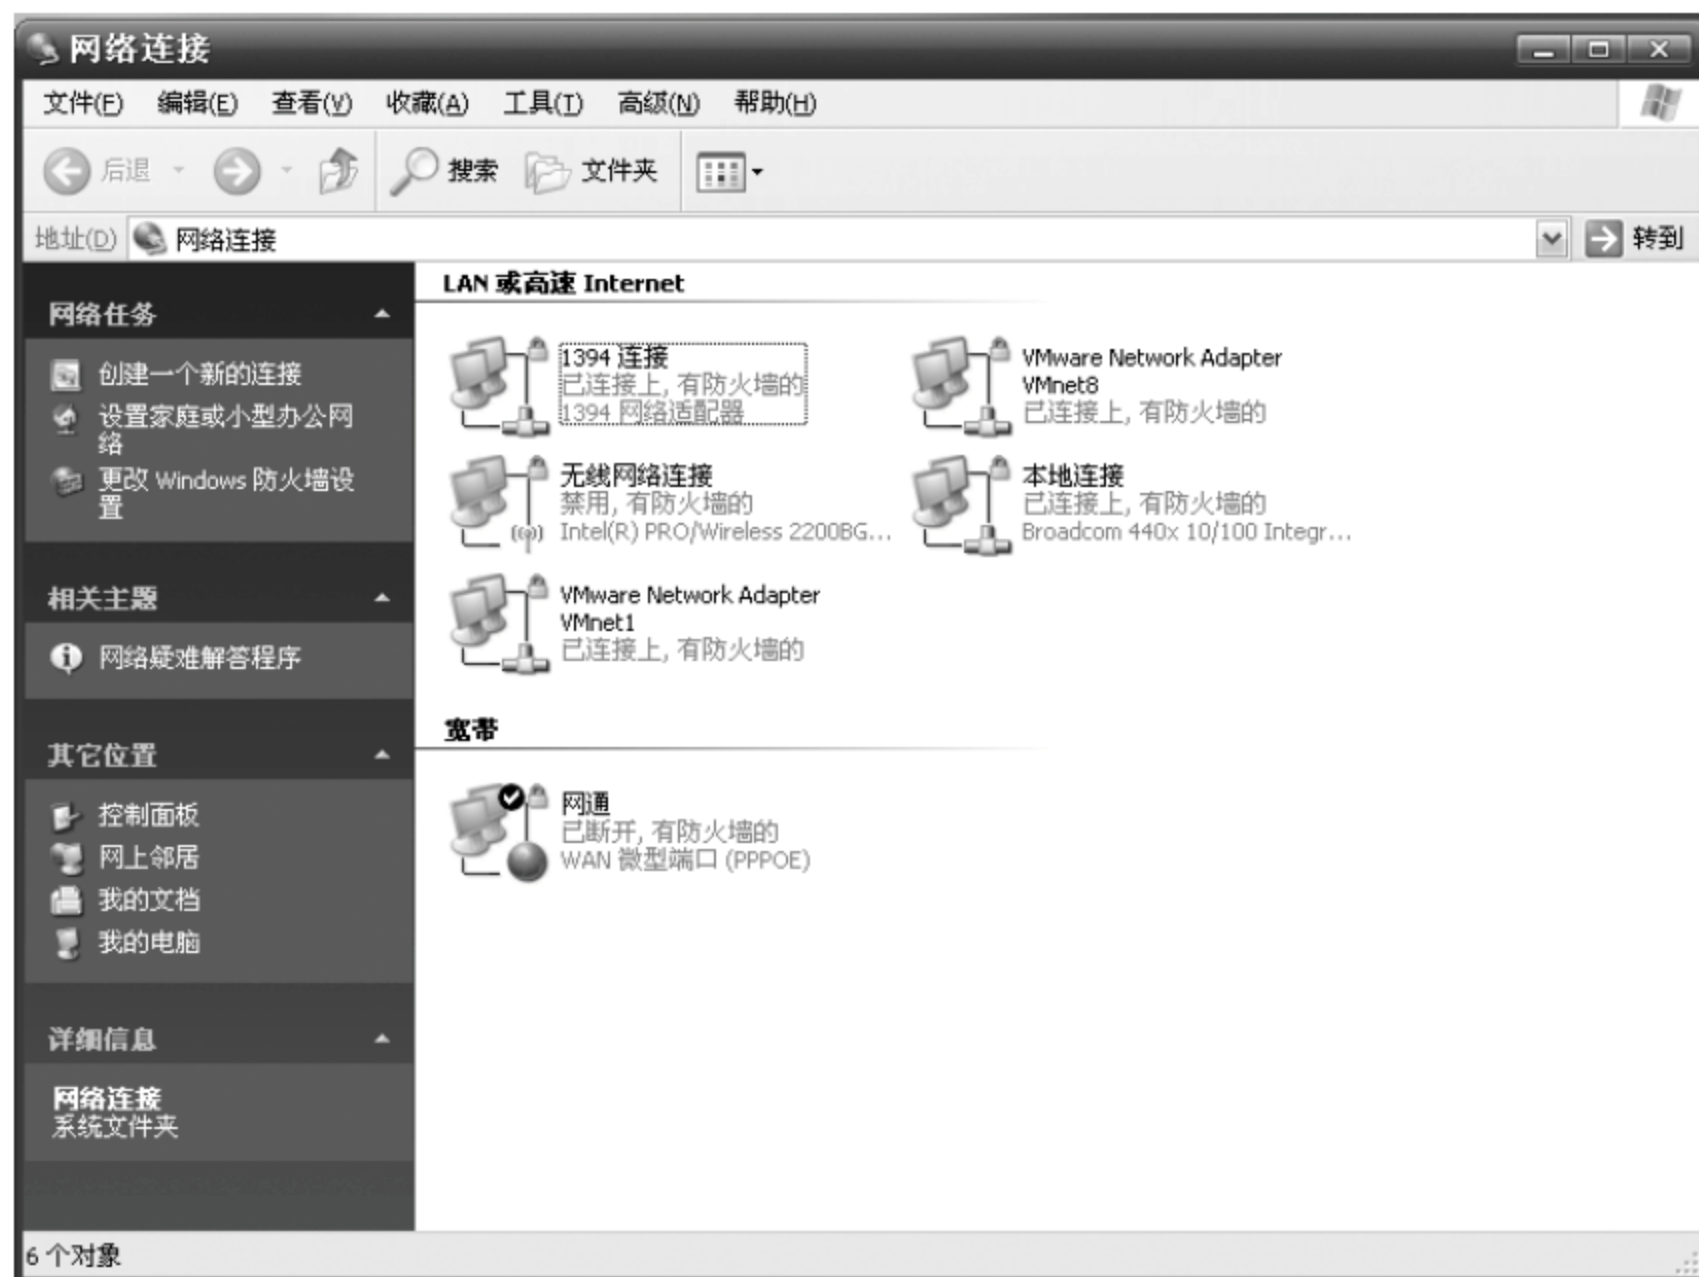 网络连接
文件(F) 编辑(E) 查看(V) 收藏(A) 工具(T) 高级(N) 帮助(H)
后退 搜索 文件夹
地址(D) 网络连接 转到
网络任务
创建一个新的连接
设置家庭或小型办公网
络
更改 Windows 防火墙设
置
相关主题
网络疑难解答程序
其它位置
控制面板
网上邻居
我的文档
我的电脑
详细信息
网络连接
系统文件夹
LAN 或高速 Internet
1394 连接
已连接上, 有防火墙的
1394 网络适配器
VMware Network Adapter
VMnet8
已连接上, 有防火墙的
无线网络连接
禁用, 有防火墙的
Intel(R) PRO/Wireless 2200BG...
本地连接
已连接上, 有防火墙的
Broadcom 440x 10/100 Integr...
VMware Network Adapter
VMnet1
已连接上, 有防火墙的
宽带
网通
已断开, 有防火墙的
WAN 微型端口 (PPPOE)
6 个对象